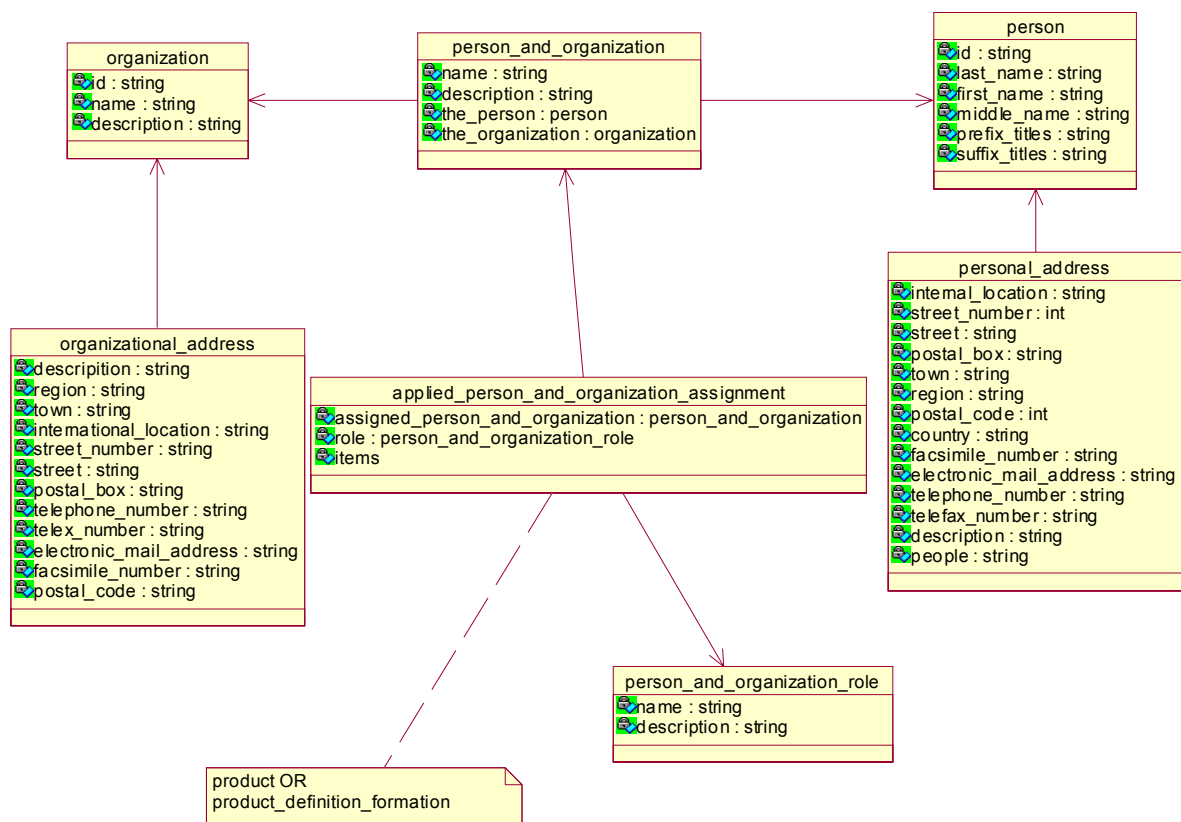 organization
id : string
name : string
description : string
person_and_organization
name : string
description : string
the_person : person
the_organization : organization
person
id : string
last_name : string
first_name : string
middle_name : string
prefix_titles : string
suffix_titles : string
personal_address
internal_location : string
street_number : int
street : string
postal_box : string
town : string
region : string
postal_code : int
country : string
facsimile_number : string
electronic_mail_address : string
telephone_number : string
telefax_number : string
description : string
people : string
organizational_address
descripition : string
region : string
town : string
international_location : string
street_number : string
street : string
postal_box : string
telephone_number : string
telex_number : string
electronic_mail_address : string
facsimile_number : string
postal_code : string
applied_person_and_organization_assignment
assigned_person_and_organization : person_and_organization
role : person_and_organization_role
items
person_and_organization_role
name : string
description : string
product OR
product_definition_formation